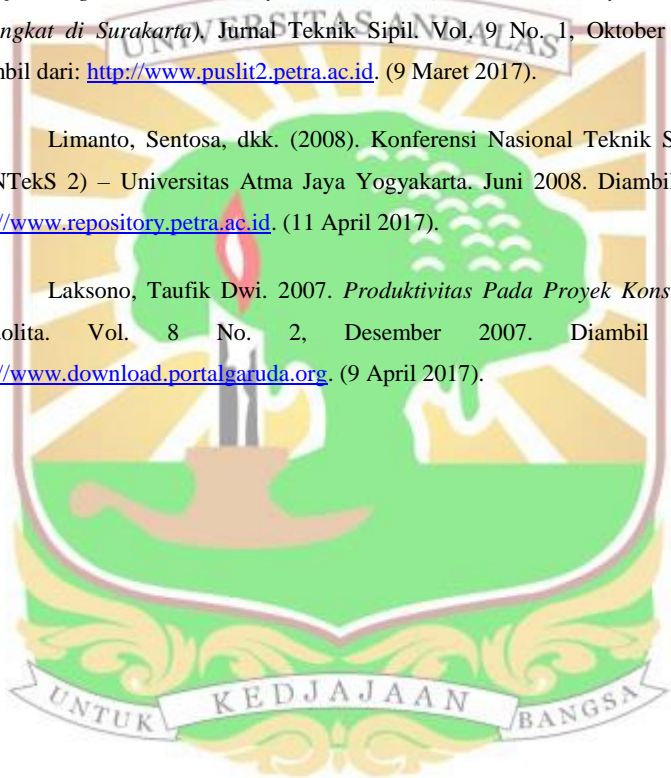 ngkat di Surakarta). Jurnal Teknik Sipil. Vol. 9 No. 1, Oktober
UNIVERSITAS ANDALAS
mbil dari: http://www.puslit2.petra.ac.id. (9 Maret 2017).
Limanto, Sentosa, dkk. (2008). Konferensi Nasional Teknik S
NTekS 2) – Universitas Atma Jaya Yogyakarta. Juni 2008. Diambil
//www.repository.petra.ac.id. (11 April 2017).
Laksono, Taufik Dwi. 2007. Produktivitas Pada Proyek Kons
olita. Vol. 8 No. 2, Desember 2007. Diambil
//www.download.portalgaruda.org. (9 April 2017).
UNTUK KEDJAJAAN BANGSA